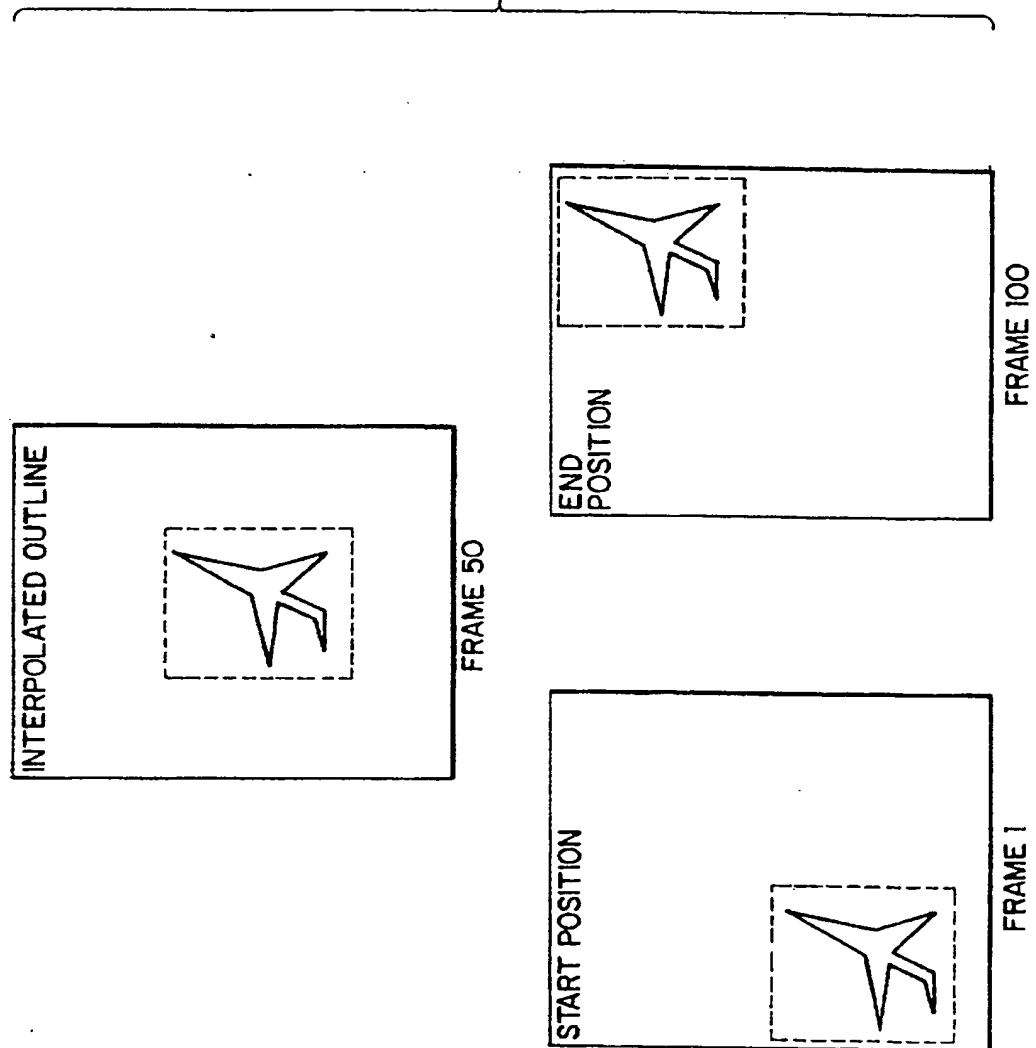 INTERPOLATED OUTLINE
FRAME 50
START POSITION
FRAME 1
END
POSITION
FRAME 100